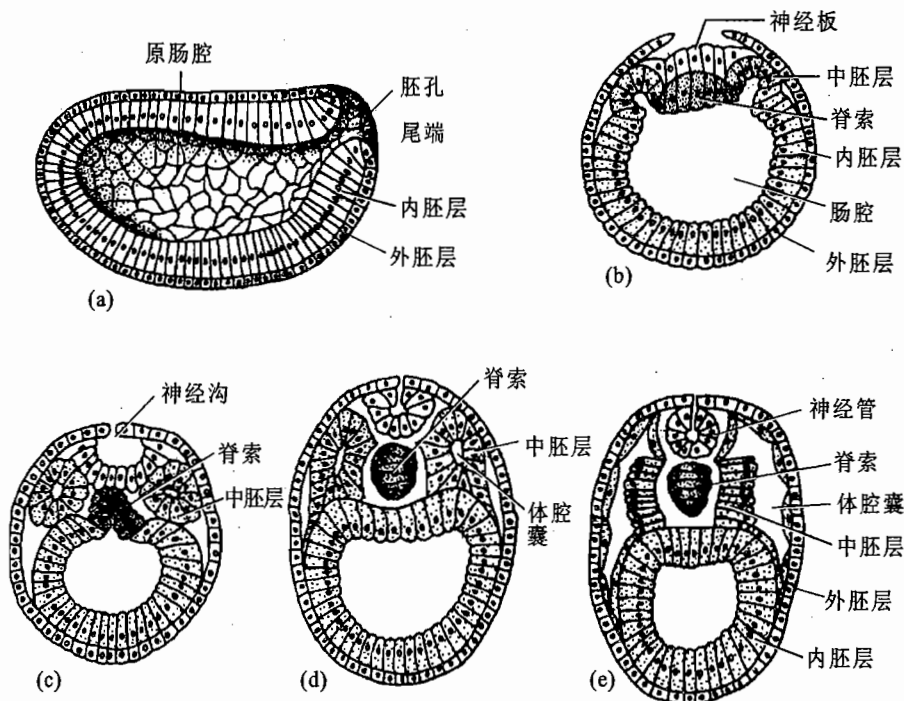 原肠腔
胚孔
尾端
内胚层
外胚层
(a)
神经板
中胚层
脊索
内胚层
肠腔
外胚层
(b)
神经沟
脊索
中胚层
(c)
脊索
中胚层
体腔囊
(d)
神经管
脊索
体腔囊
中胚层
外胚层
内胚层
(e)